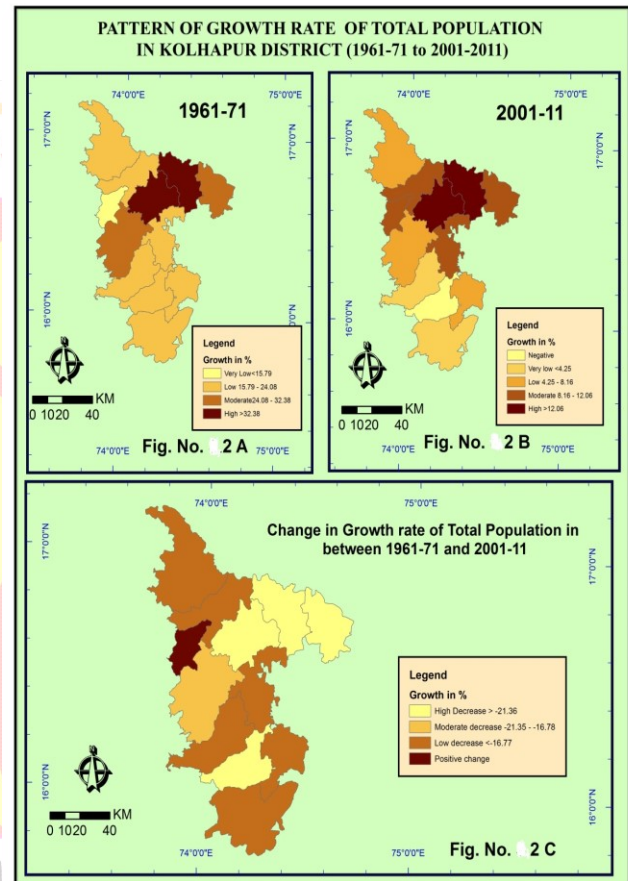 PATTERN OF GROWTH RATE OF TOTAL POPULATION
IN KOLHAPUR DISTRICT (1961-71 to 2001-2011)
74°0'0"E
75°0'0"E
1961-71
17°0'0"N
17°0'0"N
16°0'0"N
16°0'0"N
Legend
Growth in %
Very Low<15.79
Low 15.79 - 24.08
Moderate24.08 - 32.38
High >32.38
KM
0 1020 40
Fig. No. 2 A
74°0'0"E
75°0'0"E
74°0'0"E
75°0'0"E
2001-11
17°0'0"N
17°0'0"N
16°0'0"N
16°0'0"N
Legend
Growth in %
Negative
Very low <4.25
Low 4.25 - 8.16
Moderate 8.16 - 12.06
High >12.06
KM
0 1020 40
Fig. No. 2 B
74°0'0"E
75°0'0"E
74°0'0"E
75°0'0"E
Change in Growth rate of Total Population in
between 1961-71 and 2001-11
17°0'0"N
17°0'0"N
16°0'0"N
16°0'0"N
Legend
Growth in %
High Decrease > -21.36
Moderate decrease -21.35 - -16.78
Low decrease <-16.77
Positive change
KM
0 1020 40
Fig. No. 2 C
74°0'0"E
75°0'0"E